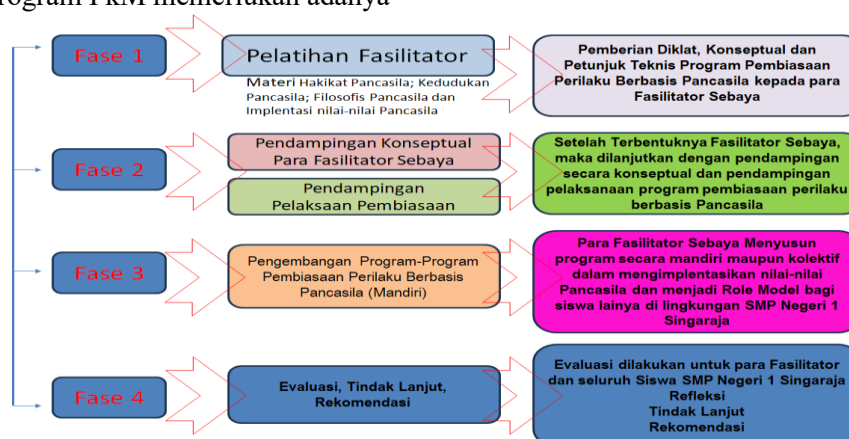 rogram PkM memerlukan adanya
Fase 1
Pelatihan Fasilitator
Materi Hakikat Pancasila; Kedudukan
Pancasila; Filosofis Pancasila dan
Implentasi nilai-nilai Pancasila
Pemberian Diklat, Konseptual dan
Petunjuk Teknis Program Pembiasaan
Perilaku Berbasis Pancasila kepada para
Fasilitator Sebaya
Fase 2
Pendampingan Konseptual
Para Fasilitator Sebaya
Pendampingan
Pelaksaan Pembiasaan
Setelah Terbentuknya Fasilitator Sebaya,
maka dilanjutkan dengan pendampingan
secara konseptual dan pendampingan
pelaksanaan program pembiasaan perilaku
berbasis Pancasila
Fase 3
Pengembangan Program-Program
Pembiasaan Perilaku Berbasis
Pancasila (Mandiri)
Para Fasilitator Sebaya Menyusun
program secara mandiri maupun kolektif
dalam mengimplentasikan nilai-nilai
Pancasila dan menjadi Role Model bagi
siswa lainya di lingkungan SMP Negeri 1
Singaraja
Fase 4
Evaluasi, Tindak Lanjut,
Rekomendasi
Evaluasi dilakukan untuk para Fasilitator
dan seluruh Siswa SMP Negeri 1 Singaraja
Refleksi
Tindak Lanjut
Rekomendasi